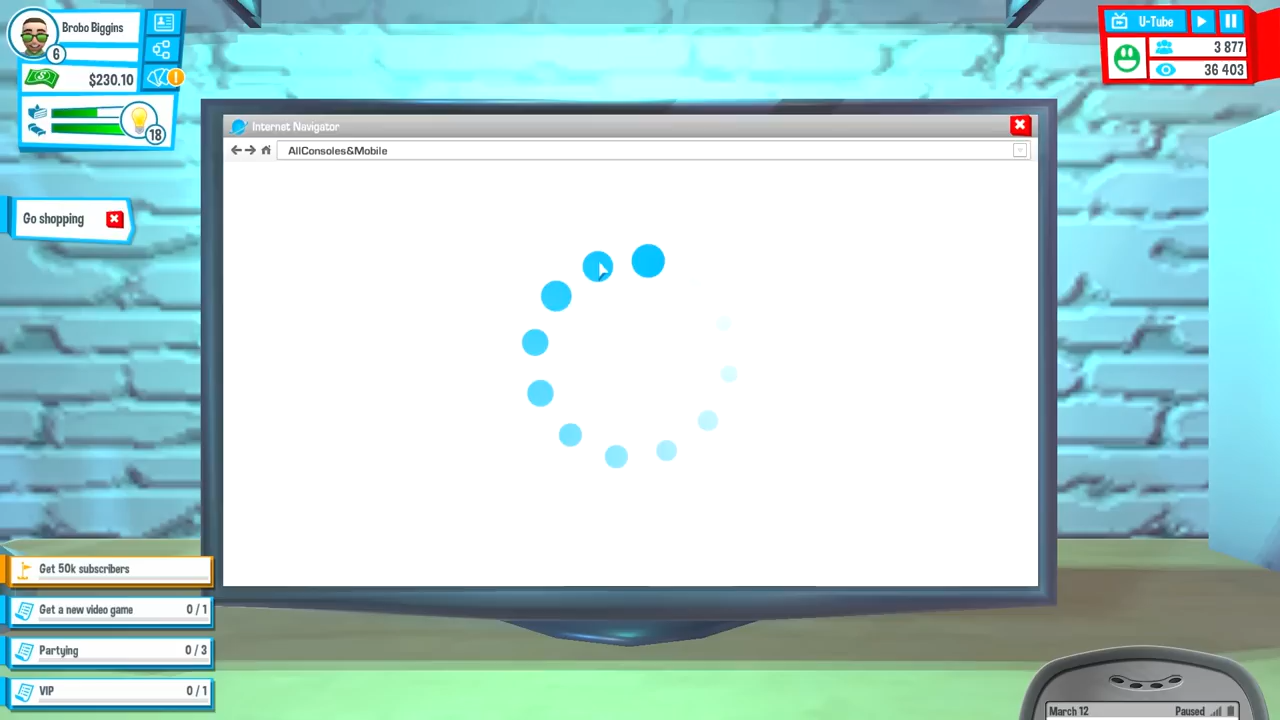 Brobo Biggins
6
$230.10
18
U-Tube
3 877
36 403
Internet Navigator
AllConsoles&Mobile
Go shopping
Get 50k subscribers
Get a new video game 0 / 1
Partying 0 / 3
VIP 0 / 1
March 12 Paused